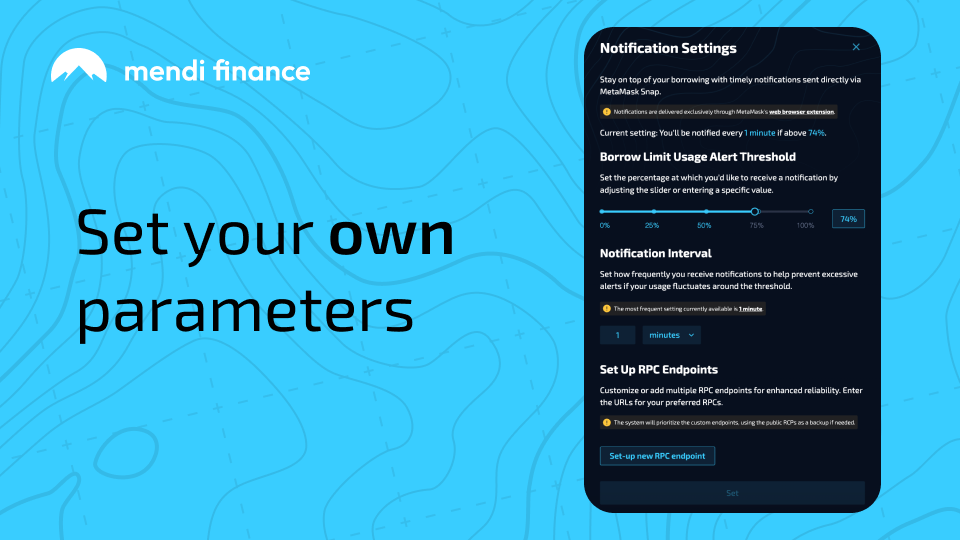 mendi finance
Set your own
parameters
Notification Settings
Stay on top of your borrowing with timely notifications sent directly via
MetaMask Snap.
Notifications are delivered exclusively through MetaMask's web browser extension.
Current setting: You'll be notified every 1 minute if above 74%.
Borrow Limit Usage Alert Threshold
Set the percentage at which you'd like to receive a notification by
adjusting the slider or entering a specific value.
0% 25% 50% 75% 100%
74%
Notification Interval
Set how frequently you receive notifications to help prevent excessive
alerts if your usage fluctuates around the threshold.
The most frequent setting currently available is 1 minute.
1 minutes
Set Up RPC Endpoints
Customize or add multiple RPC endpoints for enhanced reliability. Enter
the URLs for your preferred RPCs.
The system will prioritize the custom endpoints, using the public RCPs as a backup if needed.
Set-up new RPC endpoint
Set